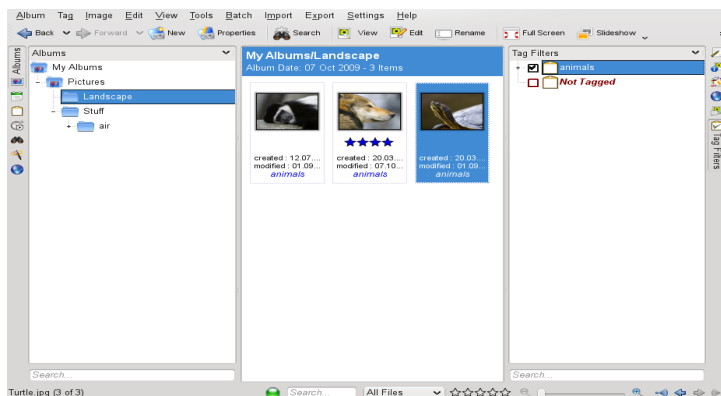 Album Tag Image Edit View Tools Batch Import Export Settings Help
Back Forward New Properties Search View Edit Rename Full Screen Slideshow
Albums
Albums
My Albums
Pictures
Landscape
Stuff
air
Search...
My Albums/Landscape
Album Date: 07 Oct 2009 - 3 Items
created : 12.07....
modified : 01.09...
animals
created : 20.03....
modified : 07.10...
animals
created : 20.03....
modified : 01.09...
animals
Tag Filters
animals
Not Tagged
Search...
Tag Filters
Turtle.jpg (3 of 3)
Search...
All Files